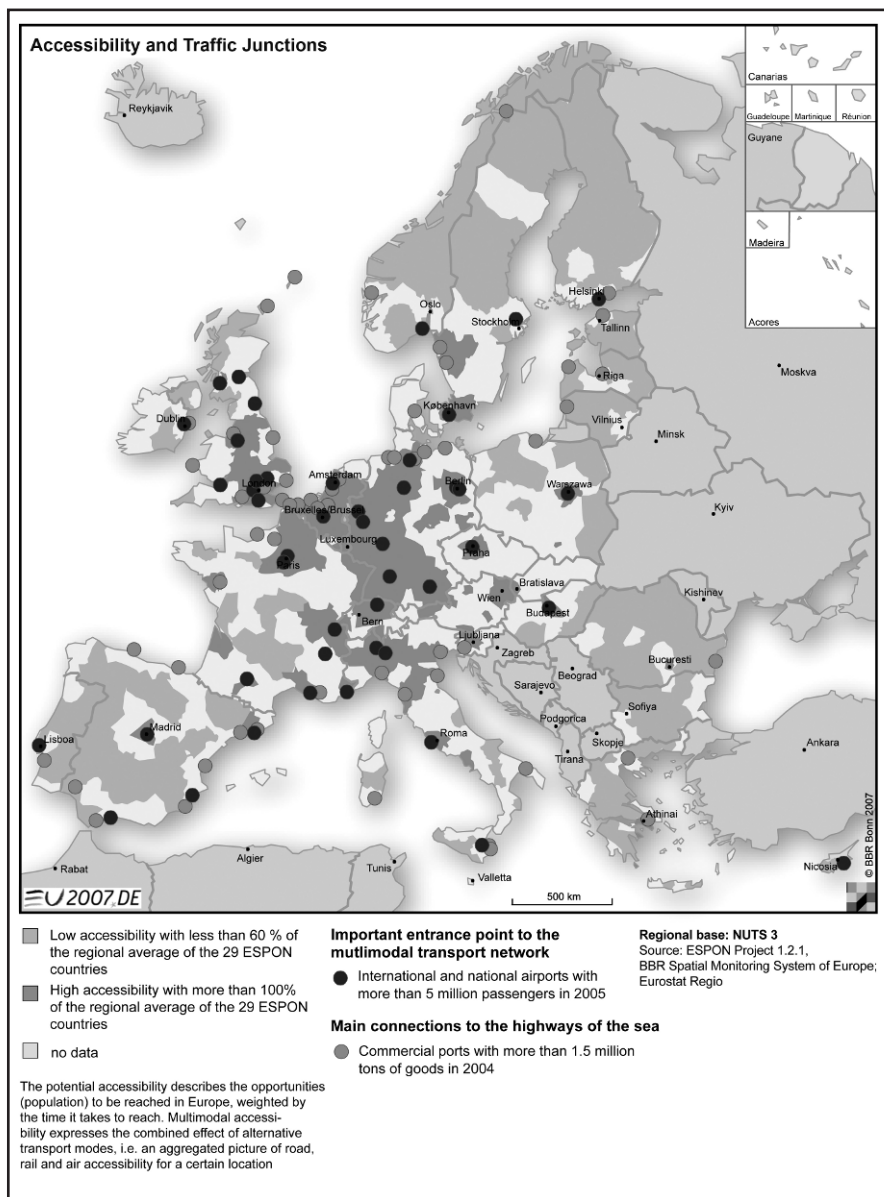 Accessibility and Traffic Junctions
Reykjavik
Canarias
Guadeloupe
Martinique
Réunion
Guyane
Madeira
Acores
Oslo
Helsinki
Stockholm
Tallinn
Riga
Moskva
Dublin
København
Vilnius
Minsk
Amsterdam
London
Berlin
Warszawa
Bruxelles/Brussel
Kyiv
Luxembourg
Praha
Paris
Bratislava
Wien
Budapest
Kishinev
Bern
Ljubljana
Zagreb
Bucuresti
Beograd
Sarajevo
Sofiya
Madrid
Podgorica
Roma
Skopje
Lisboa
Tirana
Ankara
Athinai
Rabat
Algier
Tunis
Valletta
Nicosia
© BBR Bonn 2007
EU2007.DE
500 km
Low accessibility with less than 60 % of
the regional average of the 29 ESPON
countries
High accessibility with more than 100%
of the regional average of the 29 ESPON
countries
no data
The potential accessibility describes the opportunities
(population) to be reached in Europe, weighted by
the time it takes to reach. Multimodal accessi-
bility expresses the combined effect of alternative
transport modes, i.e. an aggregated picture of road,
rail and air accessibility for a certain location
Important entrance point to the
mutlimodal transport network
International and national airports with
more than 5 million passengers in 2005
Main connections to the highways of the sea
Commercial ports with more than 1.5 million
tons of goods in 2004
Regional base: NUTS 3
Source: ESPON Project 1.2.1,
BBR Spatial Monitoring System of Europe;
Eurostat Regio